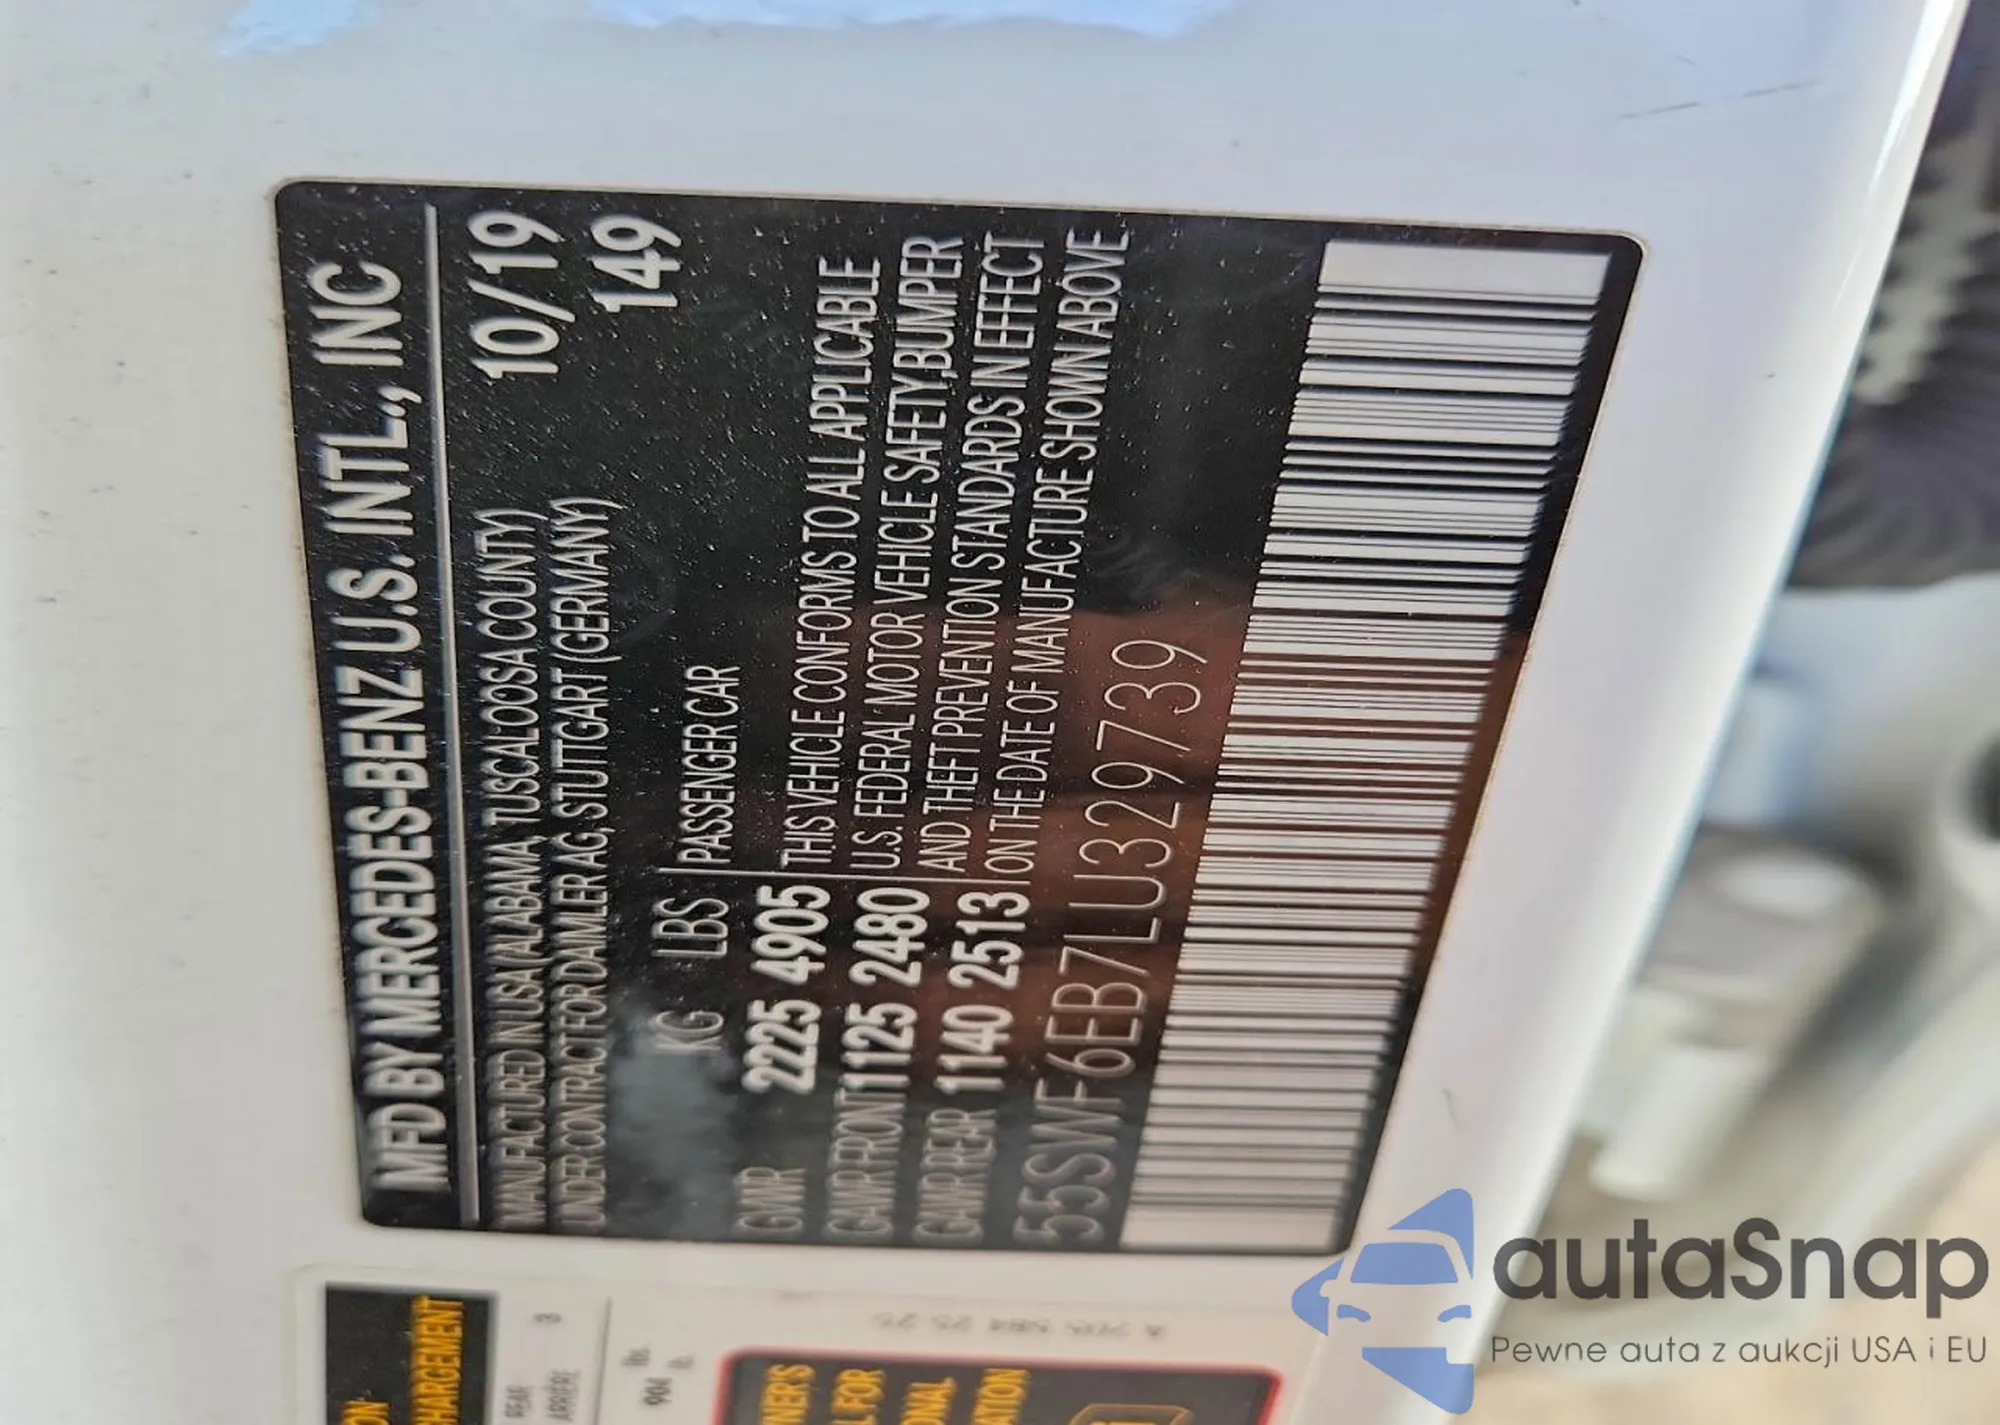 MFD BY MERCEDES-BENZ U.S. INTL., INC
MANUFACTURED IN USA (ALABAMA, TUSCALOOSA COUNTY) 10/19
UNDER CONTRACT FOR DAIMLER AG, STUTTGART (GERMANY) 149
KG LBS PASSENGER CAR
GVWR 2225 4905 THIS VEHICLE CONFORMS TO ALL APPLICABLE
GAWR FRONT 1125 2480 U.S. FEDERAL MOTOR VEHICLE SAFETY,BUMPER
GAWR REAR 1140 2513 AND THEFT PREVENTION STANDARDS IN EFFECT
ON THE DATE OF MANUFACTURE SHOWN ABOVE
55SWF6EB7LU329739
REAR 3
ARRIÈRE
autaSnap
Pewne auta z aukcji USA i EU